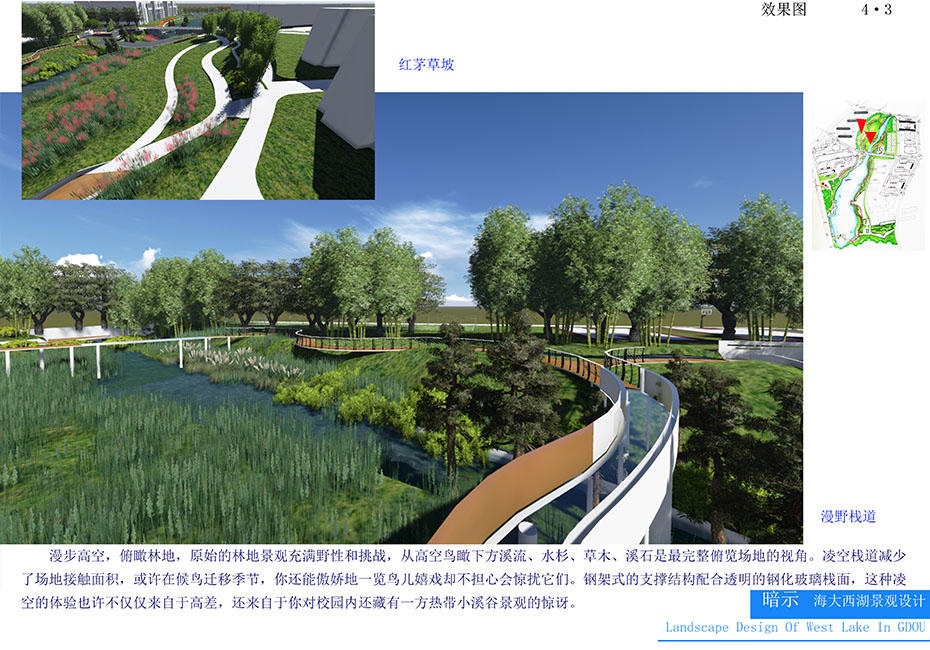 效果图 4·3
红茅草坡
漫野栈道
漫步高空，俯瞰林地，原始的林地景观充满野性和挑战，从高空鸟瞰下方溪流、水杉、草木、溪石是最完整俯览场地的视角。凌空栈道减少
了场地接触面积，或许在候鸟迁移季节，你还能傲娇地一览鸟儿嬉戏却不担心会惊扰它们。钢架式的支撑结构配合透明的钢化玻璃栈面，这种凌
空的体验也许不仅仅来自于高差，还来自于你对校园内还藏有一方热带小溪谷景观的惊讶。
暗示 海大西湖景观设计
Landscape Design Of West Lake In GDOU